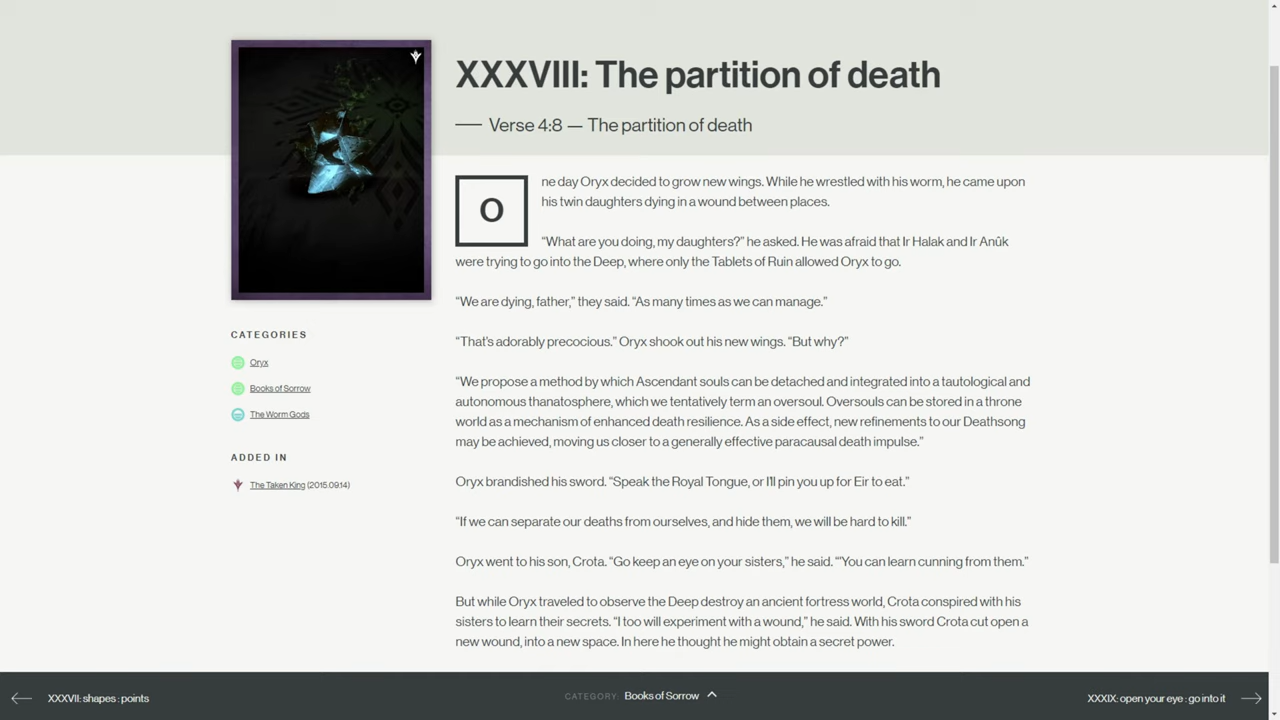 XXXVIII: The partition of death
— Verse 4:8 — The partition of death
One day Oryx decided to grow new wings. While he wrestled with his worm, he came upon
his twin daughters dying in a wound between places.
“What are you doing, my daughters?” he asked. He was afraid that Ir Halak and Ir Anûk
were trying to go into the Deep, where only the Tablets of Ruin allowed Oryx to go.
“We are dying, father,” they said. “As many times as we can manage.”
“That’s adorably precocious.” Oryx shook out his new wings. “But why?”
“We propose a method by which Ascendant souls can be detached and integrated into a tautological and
autonomous thanatosphere, which we tentatively term an oversoul. Oversouls can be stored in a throne
world as a mechanism of enhanced death resilience. As a side effect, new refinements to our Deathsong
may be achieved, moving us closer to a generally effective paracausal death impulse.”
Oryx brandished his sword. “Speak the Royal Tongue, or I’ll pin you up for Eir to eat.”
“If we can separate our deaths from ourselves, and hide them, we will be hard to kill.”
Oryx went to his son, Crota. “Go keep an eye on your sisters,” he said. “‘You can learn cunning from them.”
But while Oryx traveled to observe the Deep destroy an ancient fortress world, Crota conspired with his
sisters to learn their secrets. “I too will experiment with a wound,” he said. With his sword Crota cut open a
new wound, into a new space. In here he thought he might obtain a secret power.
CATEGORIES
Oryx
Books of Sorrow
The Worm Gods
ADDED IN
The Taken King (2015.09.14)
XXXVII: shapes : points
CATEGORY: Books of Sorrow
XXXIX: open your eye : go into it